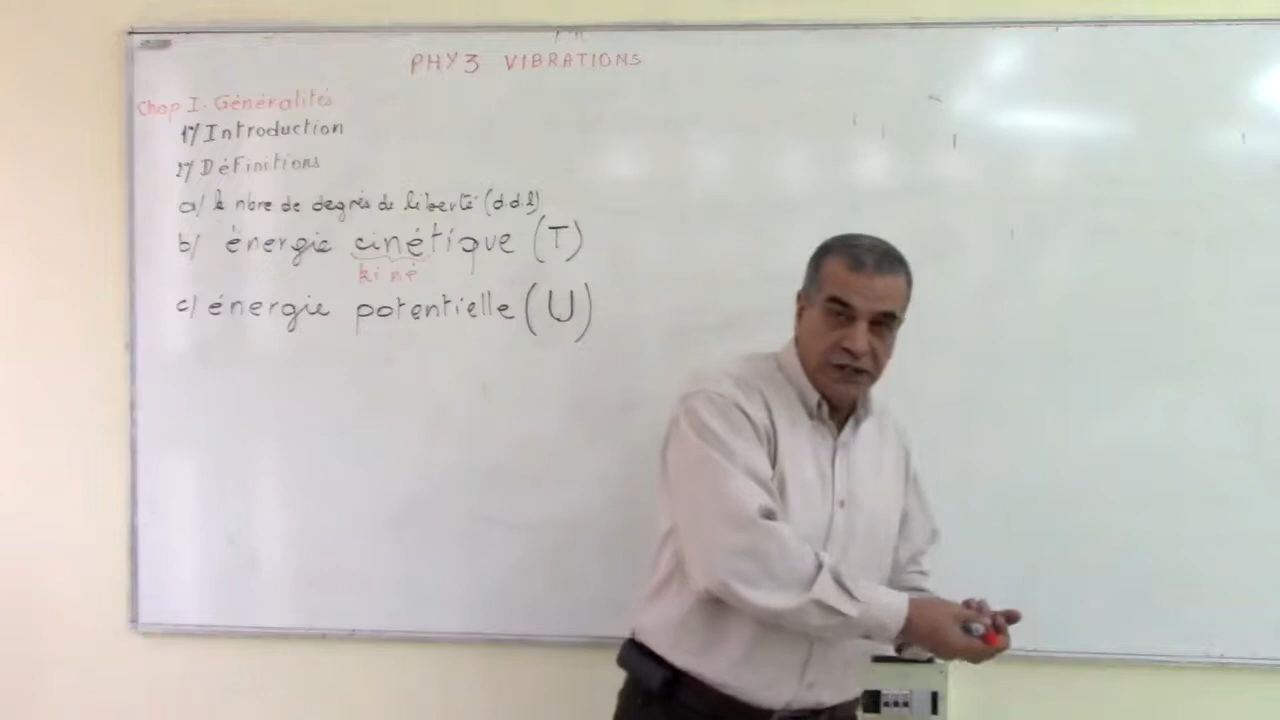 PHY3 VIBRATIONS
Chap I. Généralités
1°/ Introduction
2°/ Définitions
a/ le nbre de degrés de liberté (d.d.l)
b/ énergie cinétique (T)
kiné
c/ énergie potentielle (U)